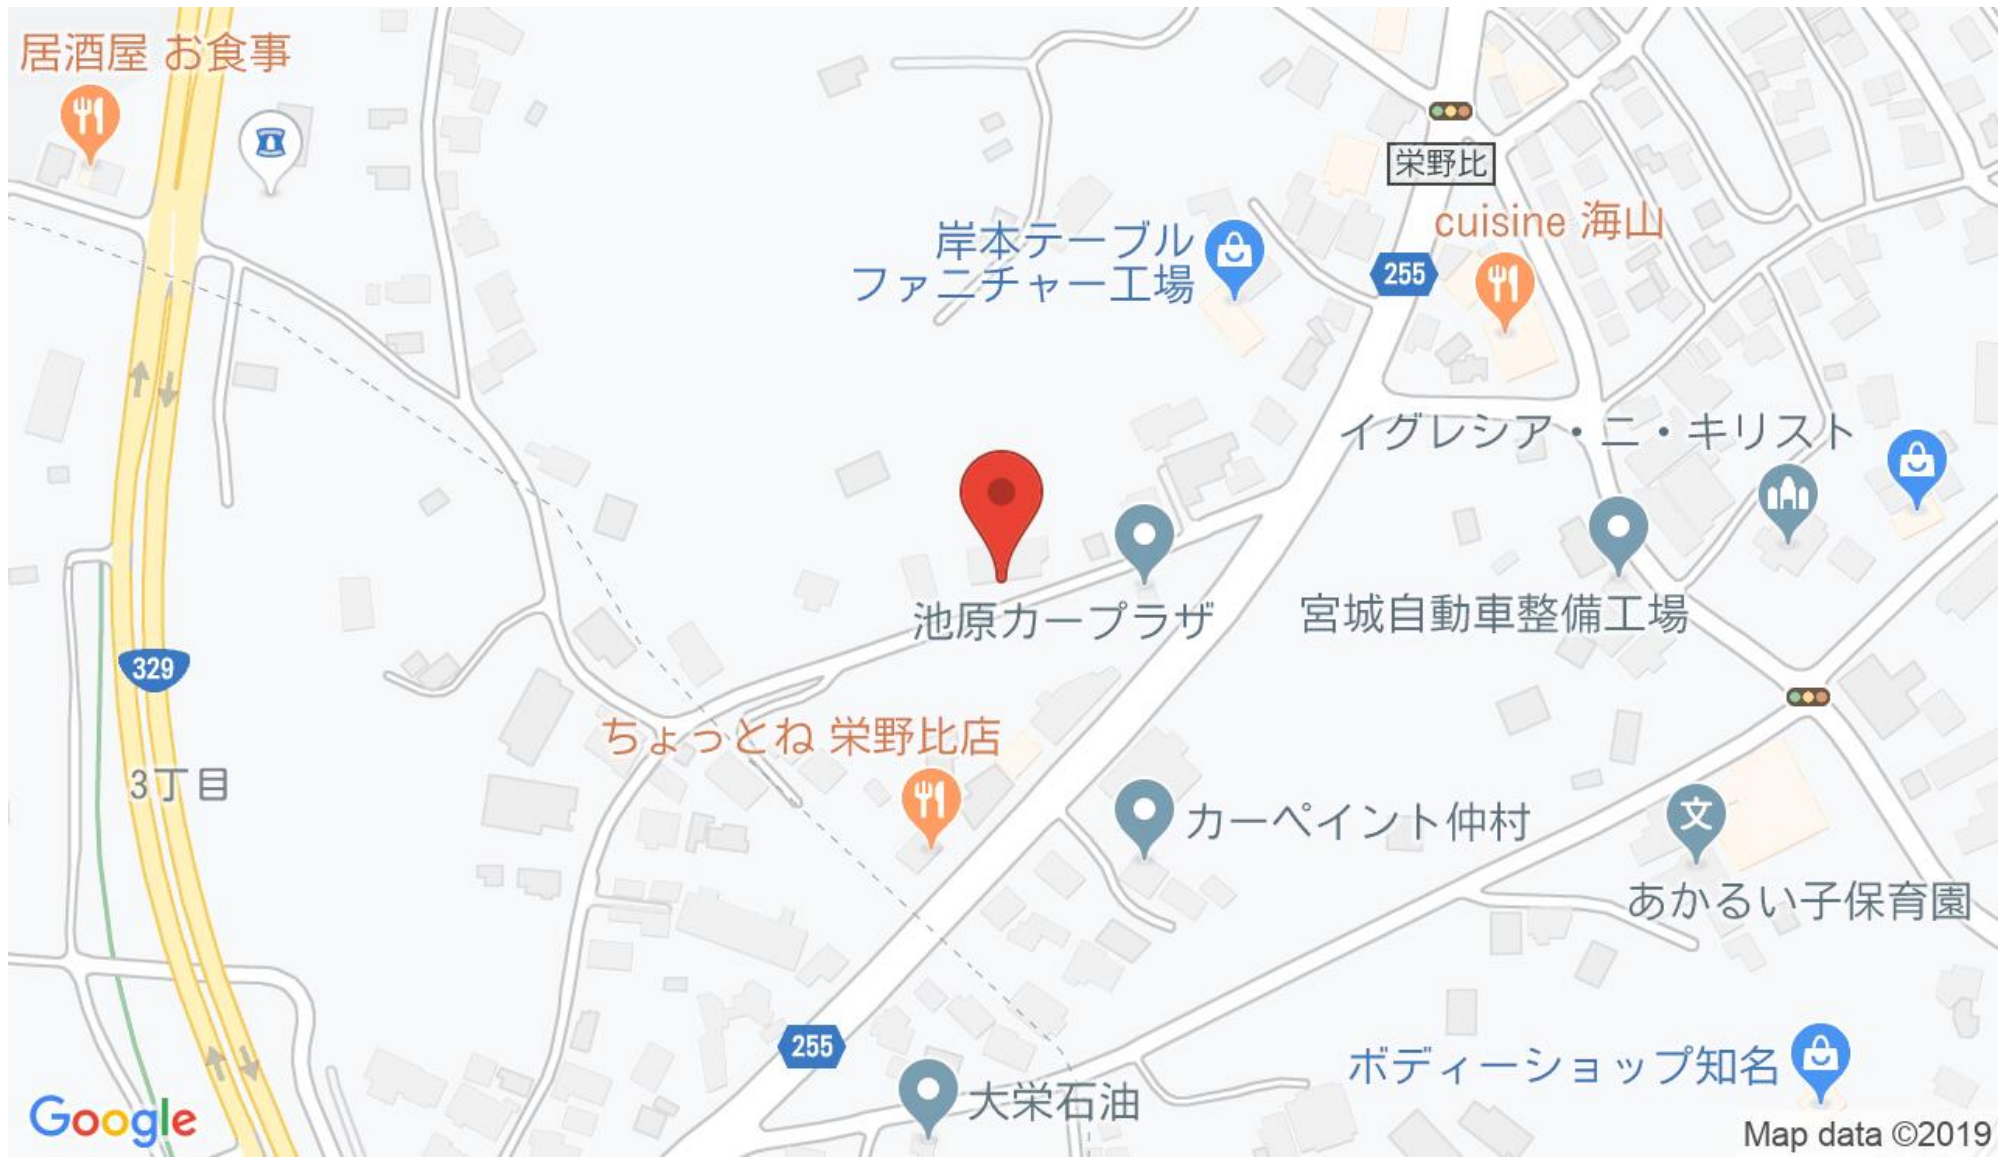 居酒屋 お食事
栄野比
岸本テーブル
ファニチャー工場
cuisine 海山
255
イグレシア・ニ・キリスト
池原カープラザ
宮城自動車整備工場
329
ちょっとね 栄野比店
3丁目
カーペイント仲村
文
あかるい子保育園
255
大栄石油
ボディーショップ知名
Google
Map data ©2019